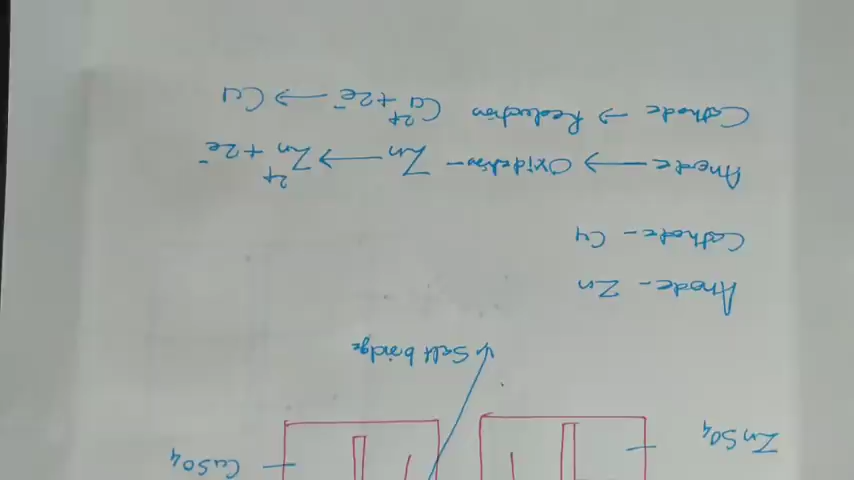 ZnSO₄
CuSO₄
Salt bridge
Anode - Zn
Cathode - Cu
Anode → Oxidation - Zn → Zn²⁺ + 2e⁻
Cathode → Reduction Cu²⁺ + 2e⁻ → Cu